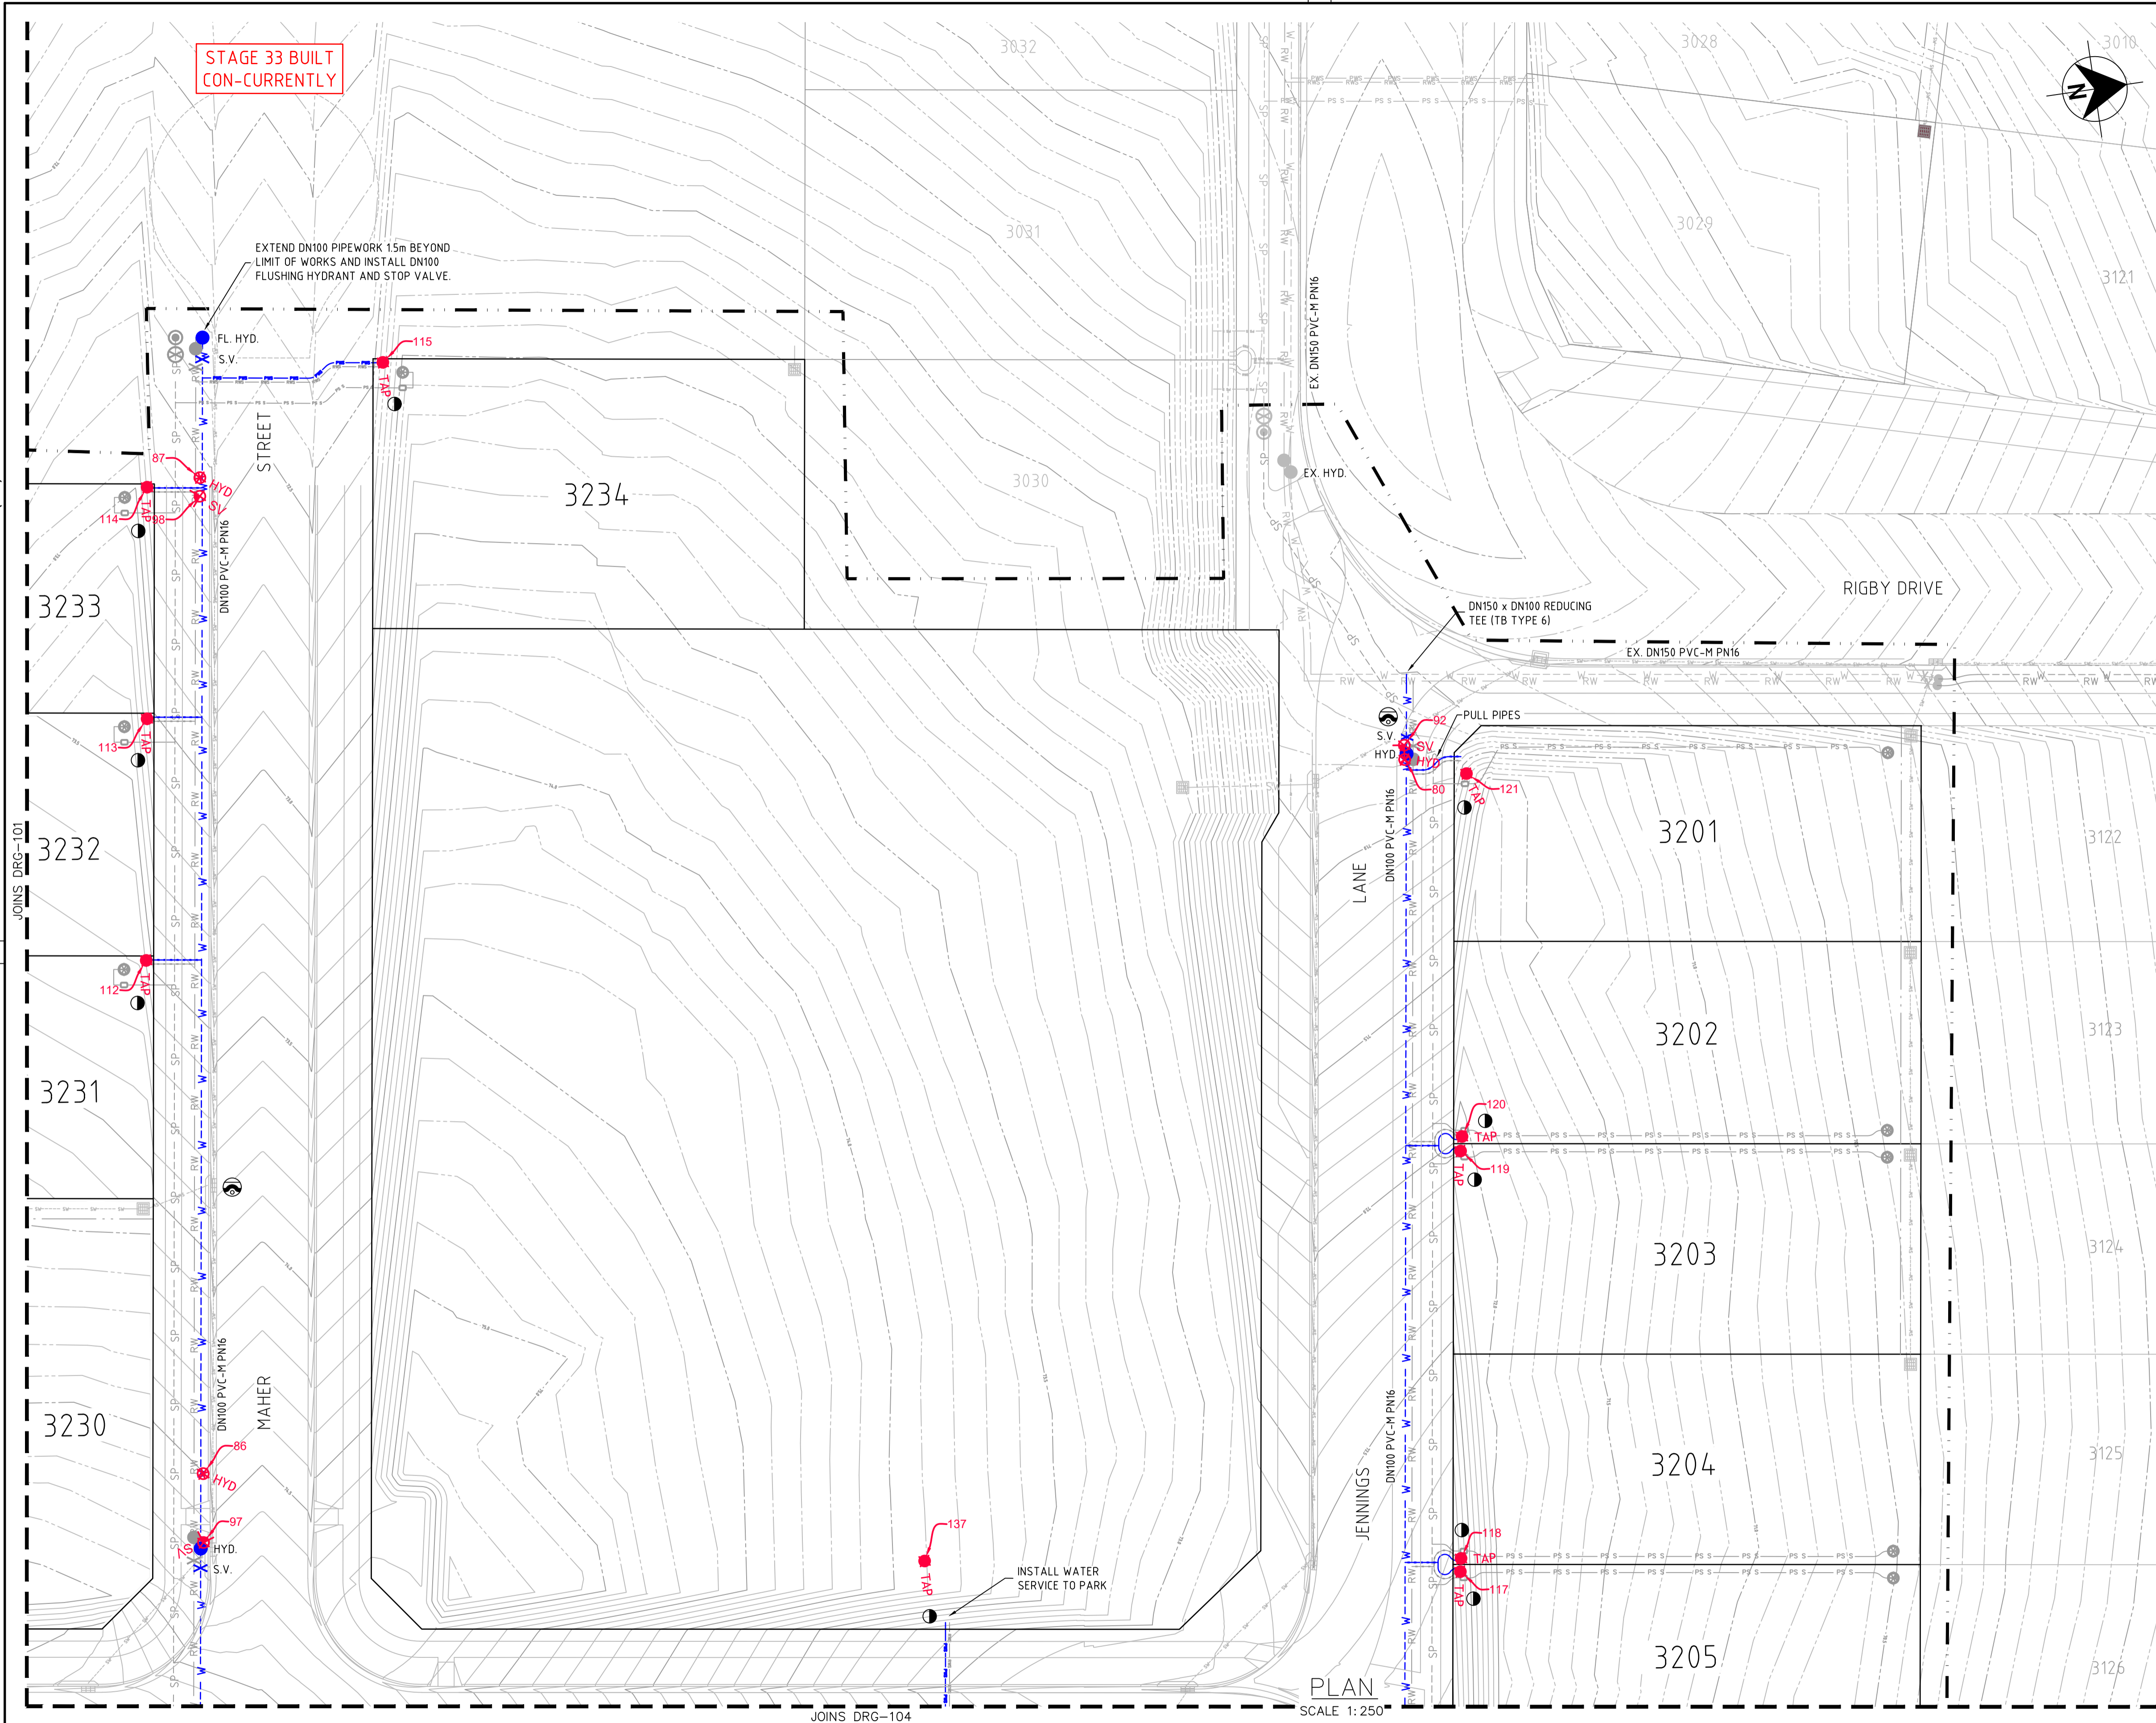 STAGE 33 BUILT
CON-CURRENTLY
3032
3028
3010
N
3031
3029
3121
EXTEND DN100 PIPEWORK 1.5m BEYOND
LIMIT OF WORKS AND INSTALL DN100
FLUSHING HYDRANT AND STOP VALVE.
FL. HYD.
S.V.
115
TAP
EX. DN150 PVC-M PN16
STREET
87
HYD
114
TAP
98
SV
DN100 PVC-M PN16
3234
3030
EX. HYD.
3233
RIGBY DRIVE
DN150 x DN100 REDUCING
TEE (TB TYPE 6)
EX. DN150 PVC-M PN16
113
TAP
92
PULL PIPES
S.V.
SV
HYD.
HYD
80
121
TAP
DN100 PVC-M PN16
3201
3122
JOINS DRG-101
3232
LANE
112
TAP
3202
3123
3231
120
TAP
119
TAP
3203
3124
DN100 PVC-M PN16
MAHER
3230
86
HYD
DN100 PVC-M PN16
JENNINGS
3204
3125
97
SV
HYD.
S.V.
137
TAP
INSTALL WATER
SERVICE TO PARK
118
TAP
117
TAP
3205
3126
PLAN
SCALE 1:250
JOINS DRG-104